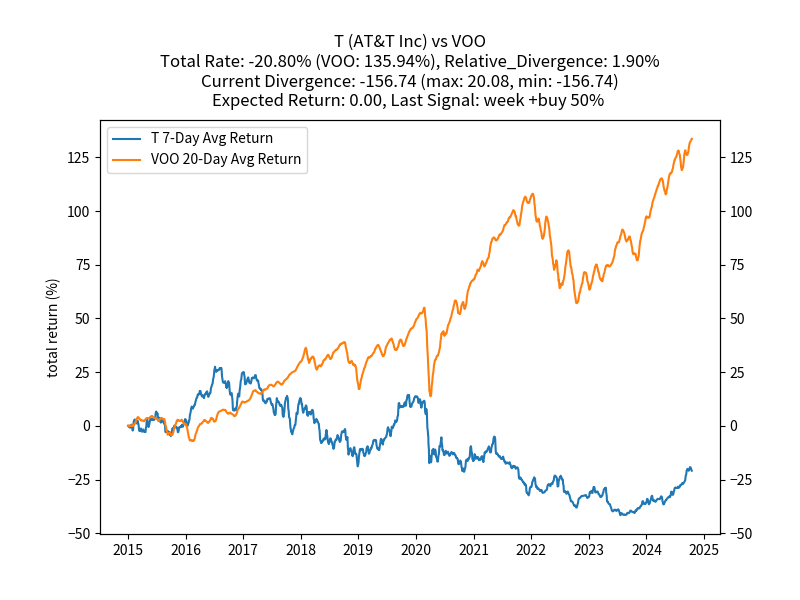 T (AT&T Inc) vs VOO
Total Rate: -20.80% (VOO: 135.94%), Relative_Divergence: 1.90%
Current Divergence: -156.74 (max: 20.08, min: -156.74)
Expected Return: 0.00, Last Signal: week +buy 50%
T 7-Day Avg Return
VOO 20-Day Avg Return
total return (%)
125
100
75
50
25
0
−25
−50
125
100
75
50
25
0
−25
−50
2015 2016 2017 2018 2019 2020 2021 2022 2023 2024 2025